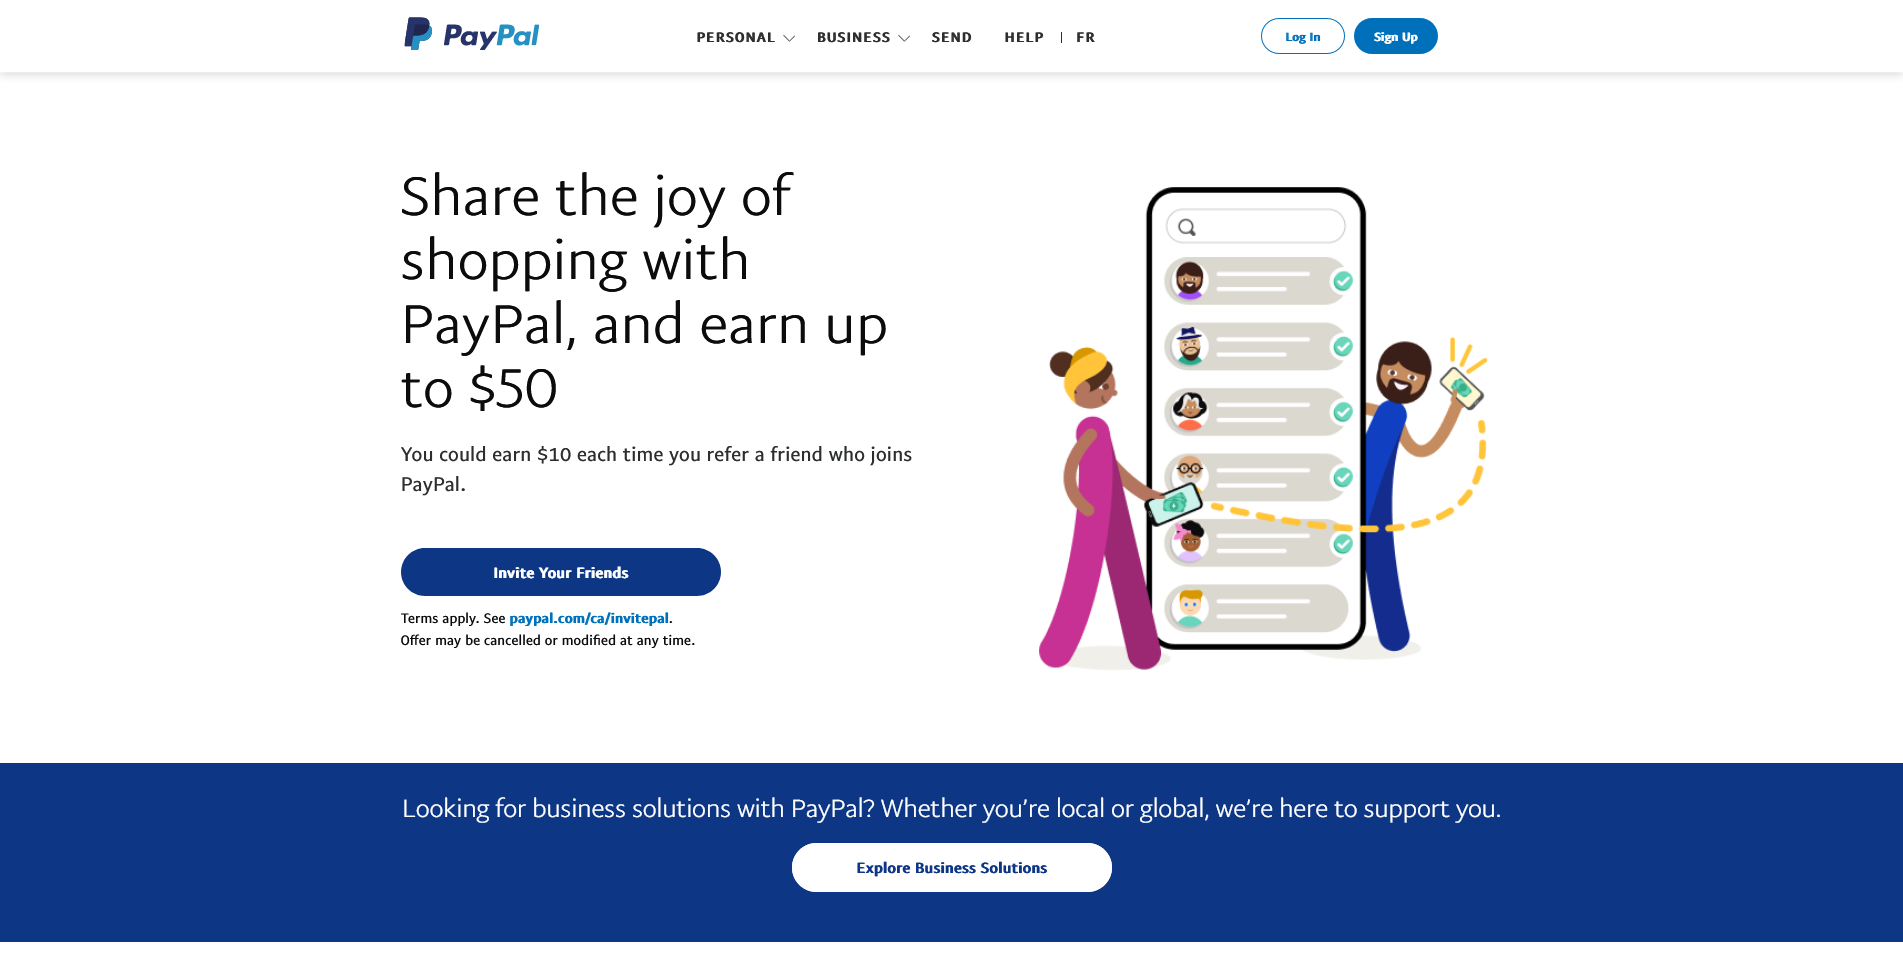 PayPal
PERSONAL
BUSINESS
SEND
HELP
FR
Log In
Sign Up
Share the joy of
shopping with
PayPal, and earn up
to $50
You could earn $10 each time you refer a friend who joins
PayPal.
Invite Your Friends
Terms apply. See paypal.com/ca/invitepal.
Offer may be cancelled or modified at any time.
Looking for business solutions with PayPal? Whether you’re local or global, we’re here to support you.
Explore Business Solutions